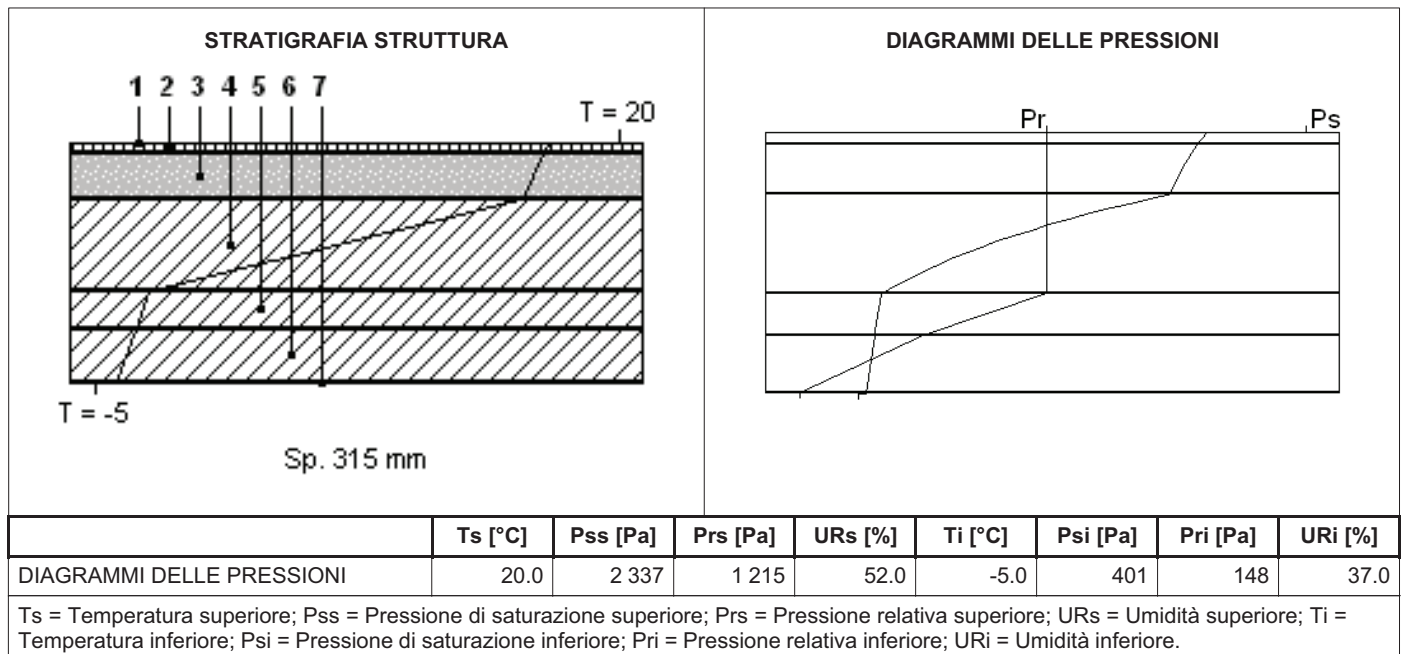 STRATIGRAFIA STRUTTURA
1 2 3 4 5 6 7
T = 20
T = -5
Sp. 315 mm
DIAGRAMMI DELLE PRESSIONI
Pr
Ps
Ts [°C] Pss [Pa] Prs [Pa] URs [%] Ti [°C] Psi [Pa] Pri [Pa] URi [%]
DIAGRAMMI DELLE PRESSIONI 20.0 2 337 1 215 52.0 -5.0 401 148 37.0
Ts = Temperatura superiore; Pss = Pressione di saturazione superiore; Prs = Pressione relativa superiore; URs = Umidità superiore; Ti =
Temperatura inferiore; Psi = Pressione di saturazione inferiore; Pri = Pressione relativa inferiore; URi = Umidità inferiore.